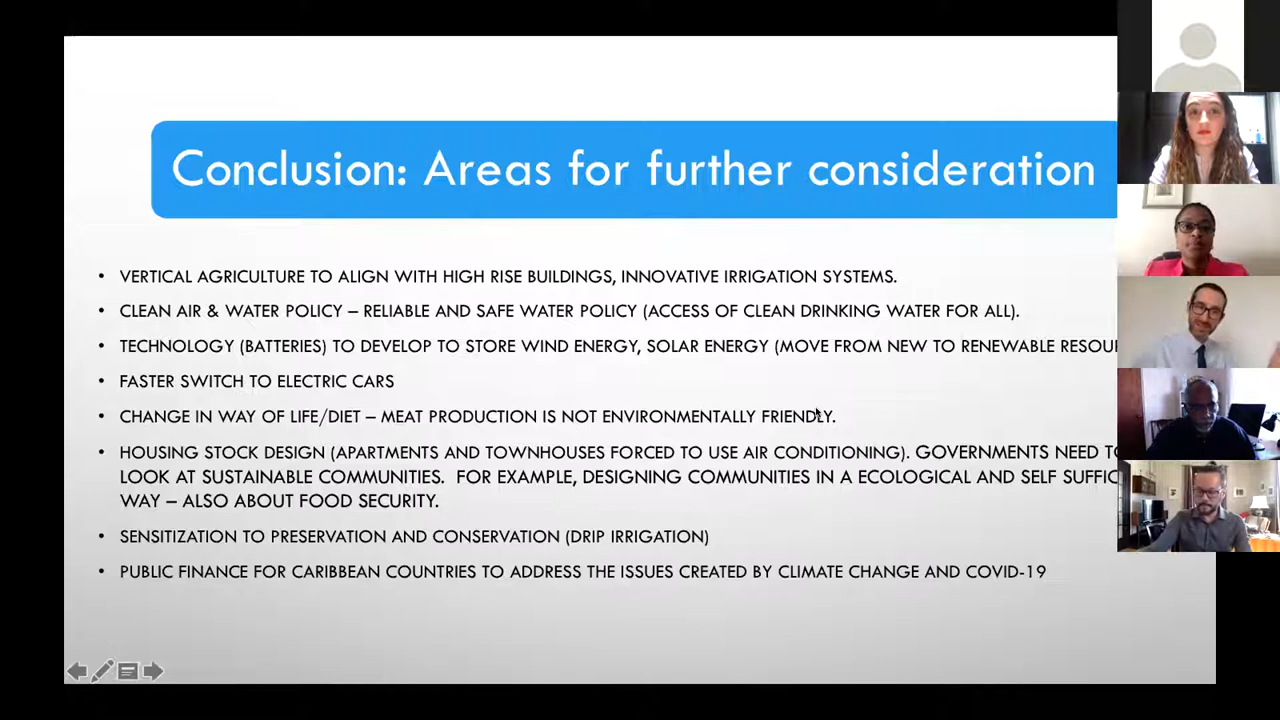 Conclusion: Areas for further consideration
• VERTICAL AGRICULTURE TO ALIGN WITH HIGH RISE BUILDINGS, INNOVATIVE IRRIGATION SYSTEMS.
• CLEAN AIR & WATER POLICY – RELIABLE AND SAFE WATER POLICY (ACCESS OF CLEAN DRINKING WATER FOR ALL).
• TECHNOLOGY (BATTERIES) TO DEVELOP TO STORE WIND ENERGY, SOLAR ENERGY (MOVE FROM NEW TO RENEWABLE
• FASTER SWITCH TO ELECTRIC CARS
• CHANGE IN WAY OF LIFE/DIET – MEAT PRODUCTION IS NOT ENVIRONMENTALLY FRIENDLY.
• HOUSING STOCK DESIGN (APARTMENTS AND TOWNHOUSES FORCED TO USE AIR CONDITIONING). GOVERNMENTS NEED
LOOK AT SUSTAINABLE COMMUNITIES. FOR EXAMPLE, DESIGNING COMMUNITIES IN A ECOLOGICAL AND SELF
WAY – ALSO ABOUT FOOD SECURITY.
• SENSITIZATION TO PRESERVATION AND CONSERVATION (DRIP IRRIGATION)
• PUBLIC FINANCE FOR CARIBBEAN COUNTRIES TO ADDRESS THE ISSUES CREATED BY CLIMATE CHANGE AND COVID-19